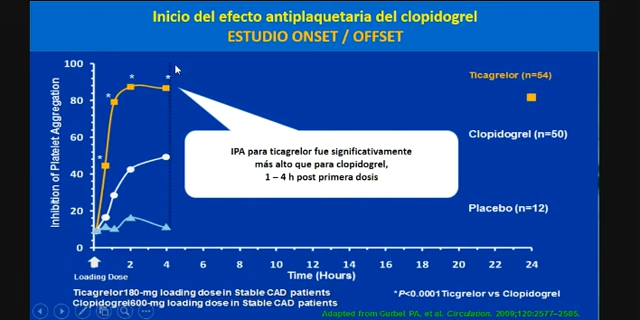 Inicio del efecto antiplaquetaria del clopidogrel
ESTUDIO ONSET / OFFSET
Inhibition of Platelet Aggregation
100
80
60
40
20
0
*
*
*
*
IPA para ticagrelor fue significativamente
más alto que para clopidogrel,
1 – 4 h post primera dosis
Ticagrelor (n=54)
Clopidogrel (n=50)
Placebo (n=12)
0 2 4 6 8 10 12 14 16 18 20 22 24
Loading Dose
Time (Hours)
Ticagrelor180-mg loading dose in Stable CAD patients
Clopidogrel600-mg loading dose in Stable CAD patients
*P<0.0001Ticgrelor vs Clopidogrel
Adapted from Gurbel PA, et al. Circulation. 2009;120:2577–2585.